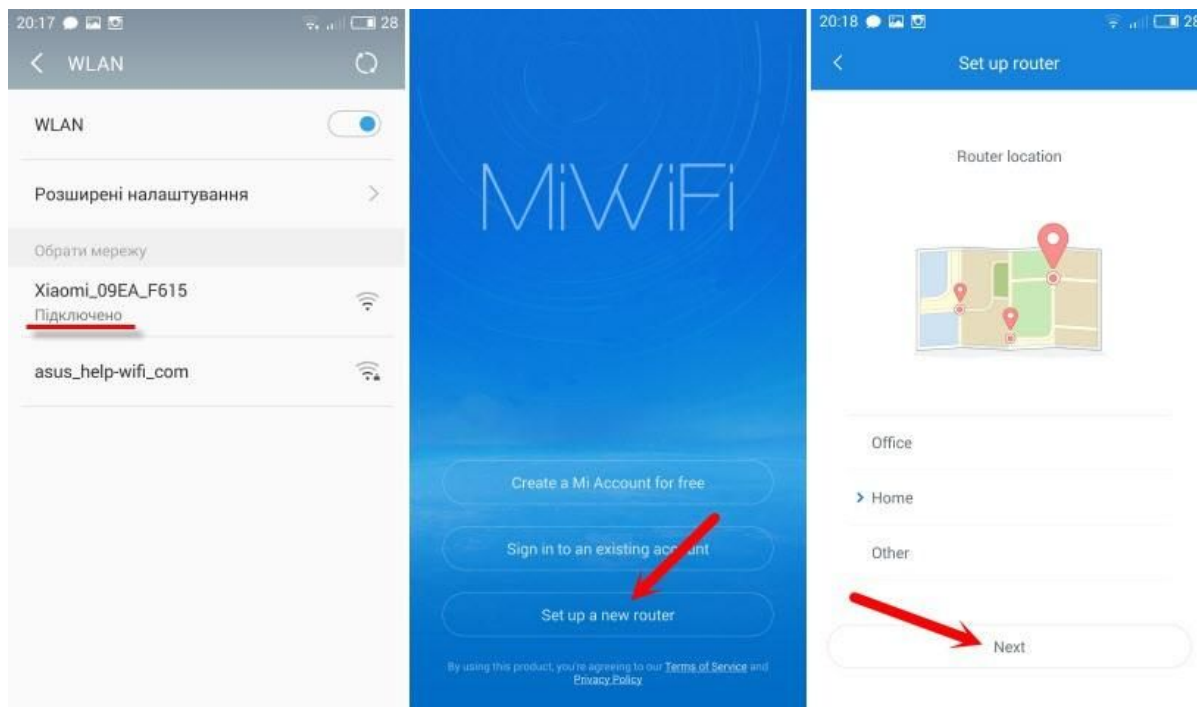 20:17
28
WLAN
WLAN
Розширені налаштування
Обрати мережу
Xiaomi_09EA_F615
Підключено
asus_help-wifi_com
MiWiFi
Create a Mi Account for free
Sign in to an existing account
Set up a new router
By using this product, you're agreeing to our Terms of Service and
Privacy Policy
20:18
28
Set up router
Router location
Office
Home
Other
Next